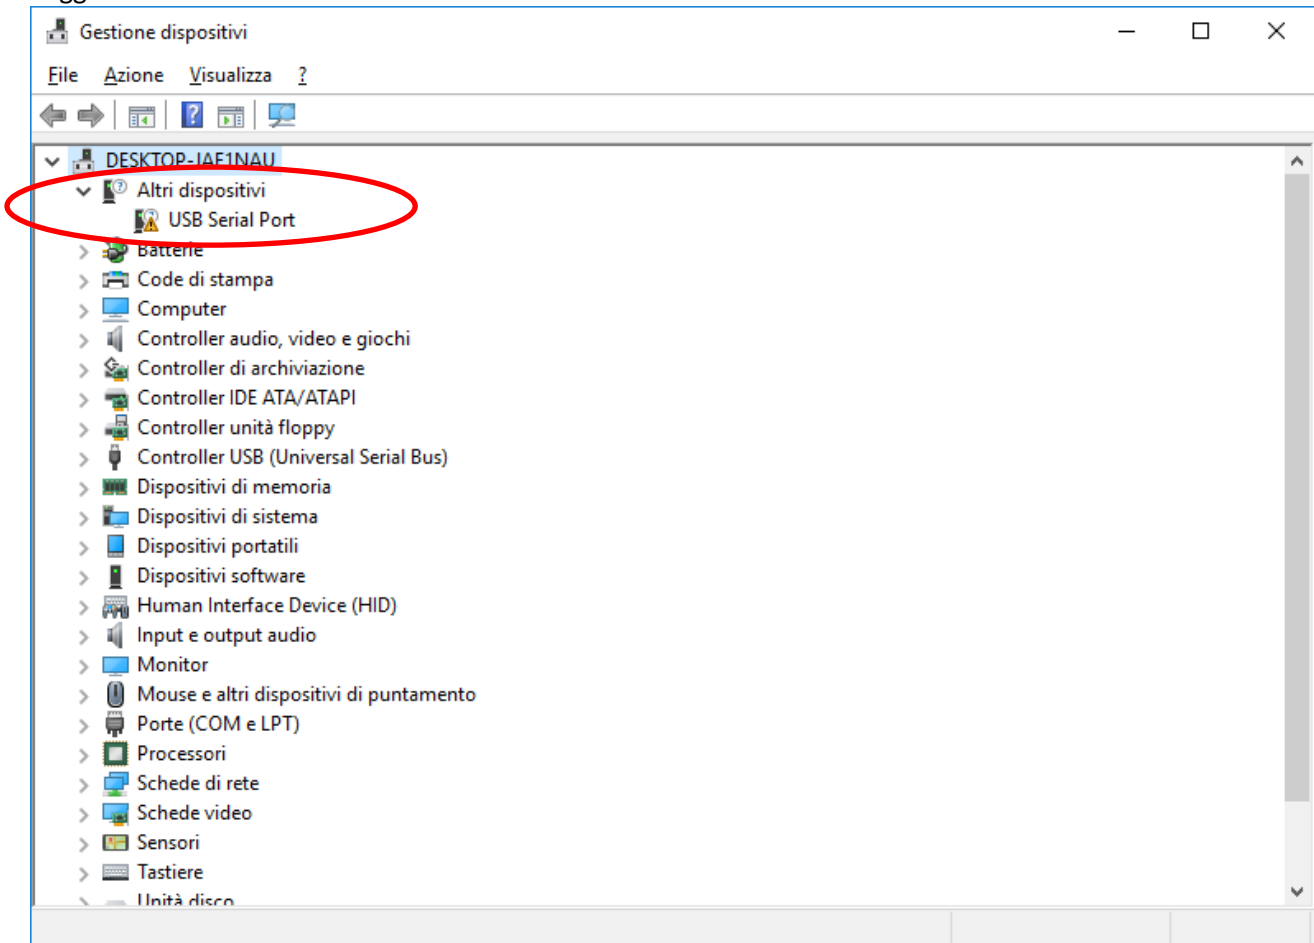 Gestione dispositivi
File Azione Visualizza ?
DESKTOP-JAF1NAU
Altri dispositivi
USB Serial Port
Batterie
Code di stampa
Computer
Controller audio, video e giochi
Controller di archiviazione
Controller IDE ATA/ATAPI
Controller unità floppy
Controller USB (Universal Serial Bus)
Dispositivi di memoria
Dispositivi di sistema
Dispositivi portatili
Dispositivi software
Human Interface Device (HID)
Input e output audio
Monitor
Mouse e altri dispositivi di puntamento
Porte (COM e LPT)
Processori
Schede di rete
Schede video
Sensori
Tastiere
Unità disco